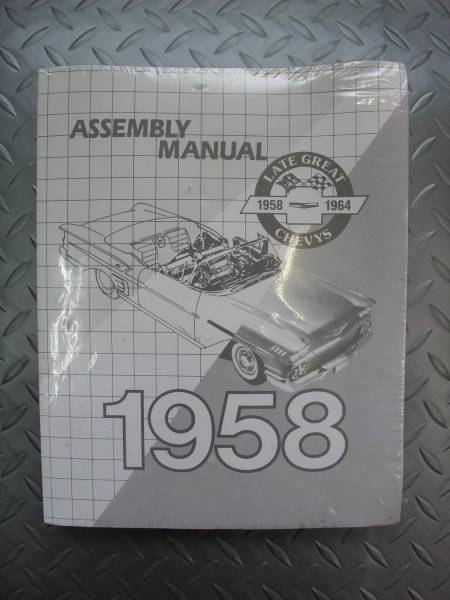 ASSEMBLY
MANUAL
LATE GREAT
1958 1964
CHEVYS
1958